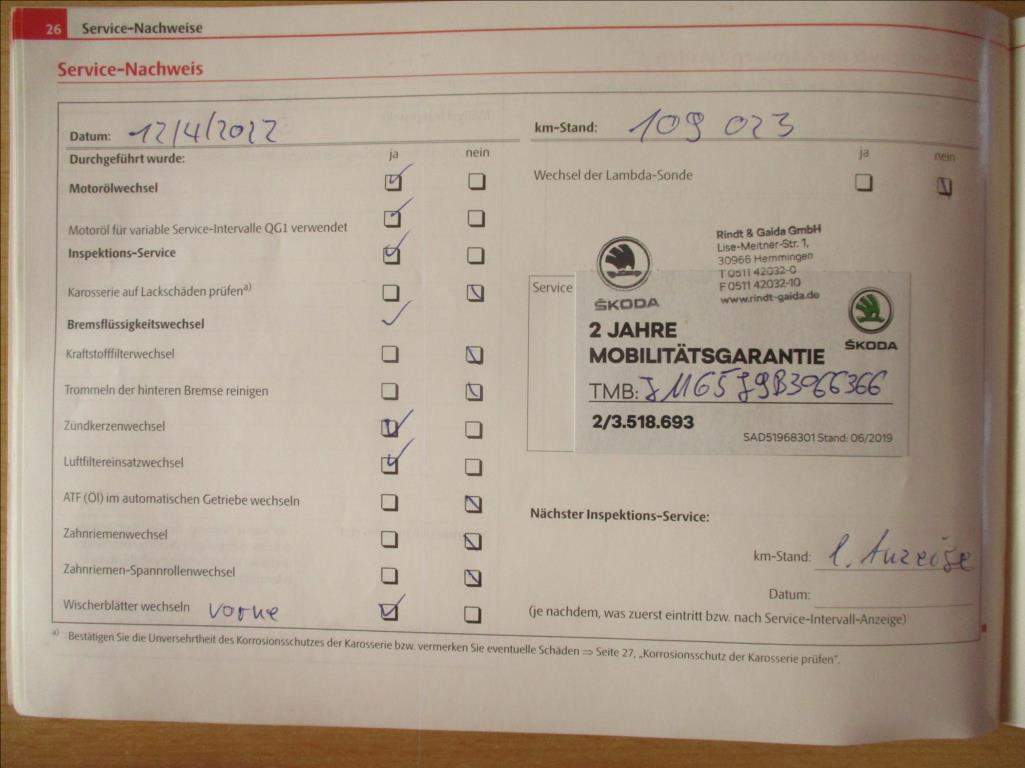 26 Service-Nachweise
Service-Nachweis
Datum: 12/4/2022
km-Stand: 109 023
Durchgeführt wurde:
ja nein
Motorölwechsel
Motoröl für variable Service-Intervalle QG1 verwendet
Inspektions-Service
Karosserie auf Lackschäden prüfen a)
Bremsflüssigkeitswechsel
Kraftstofffilterwechsel
Trommeln der hinteren Bremse reinigen
Zündkerzenwechsel
Luftfiltereinsatzwechsel
ATF (Öl) im automatischen Getriebe wechseln
Zahnriemenwechsel
Zahnriemen-Spannrollenwechsel
Wischerblätter wechseln vorne
ja nein
Wechsel der Lambda-Sonde
Service
ŠKODA
Rindt & Gaida GmbH
Lise-Meitner-Str. 1,
30966 Hemmingen
T 0511 42032-0
F 0511 42032-10
www.rindt-gaida.de
ŠKODA
2 JAHRE
MOBILITÄTSGARANTIE
TMB: JM65J9B3066366
2/3.518.693
SAD51968301 Stand: 06/2019
Nächster Inspektions-Service:
km-Stand: l. Anzeige
Datum:
(je nachdem, was zuerst eintritt bzw. nach Service-Intervall-Anzeige)
a) Bestätigen Sie die Unversehrtheit des Korrosionsschutzes der Karosserie bzw. vermerken Sie eventuelle Schäden ⇒ Seite 27, „Korrosionsschutz der Karosserie prüfen“.